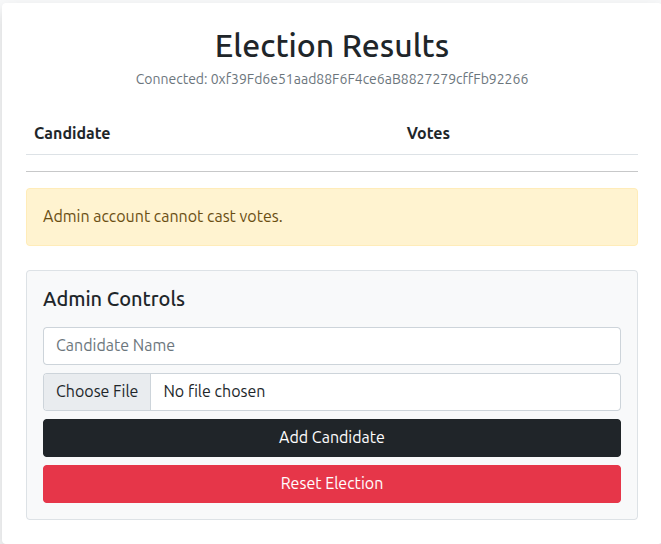 Election Results
Connected: 0xf39Fd6e51aad88F6F4ce6aB8827279cffFb92266
Candidate Votes
Admin account cannot cast votes.
Admin Controls
Candidate Name
Choose File No file chosen
Add Candidate
Reset Election